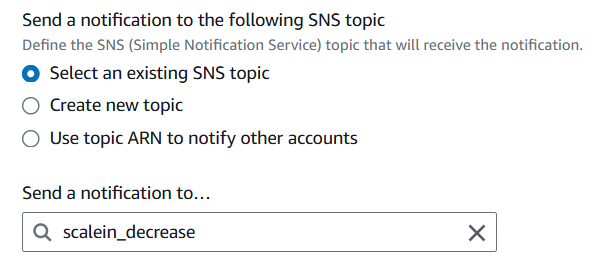 Send a notification to the following SNS topic
Define the SNS (Simple Notification Service) topic that will receive the notification.
Select an existing SNS topic
Create new topic
Use topic ARN to notify other accounts
Send a notification to…
scalein_decrease